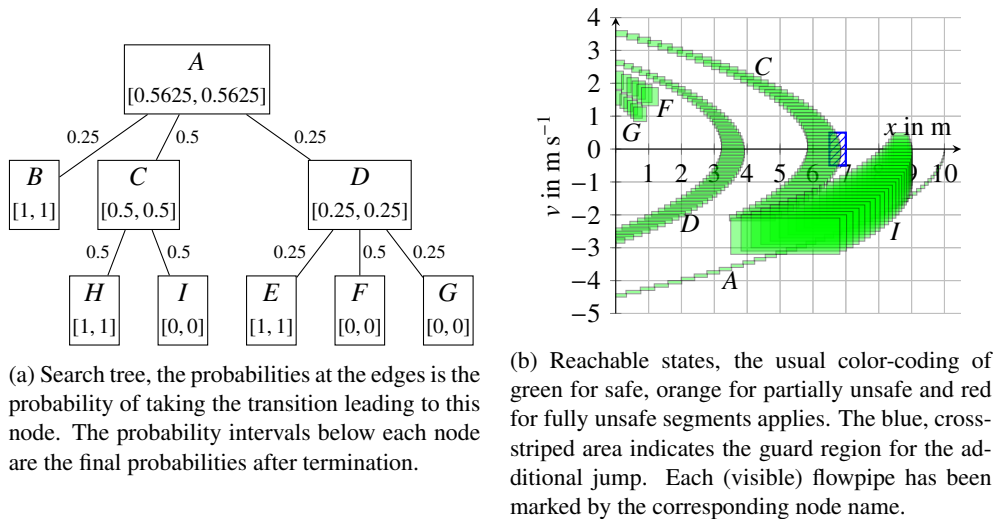 A
[0.5625, 0.5625]
0.25
0.5
0.25
B
[1, 1]
C
[0.5, 0.5]
D
[0.25, 0.25]
0.5
0.5
0.25
0.5
0.25
H
[1, 1]
I
[0, 0]
E
[1, 1]
F
[0, 0]
G
[0, 0]
(a) Search tree, the probabilities at the edges is the
probability of taking the transition leading to this
node. The probability intervals below each node
are the final probabilities after termination.
4
3
2
1
0
−1
−2
−3
−4
−5
v in m s⁻¹
x in m
1 2 3 4 5 6 7 8 9 10
C
F
G
D
I
A
(b) Reachable states, the usual color-coding of
green for safe, orange for partially unsafe and red
for fully unsafe segments applies. The blue, cross-
striped area indicates the guard region for the ad-
ditional jump. Each (visible) flowpipe has been
marked by the corresponding node name.